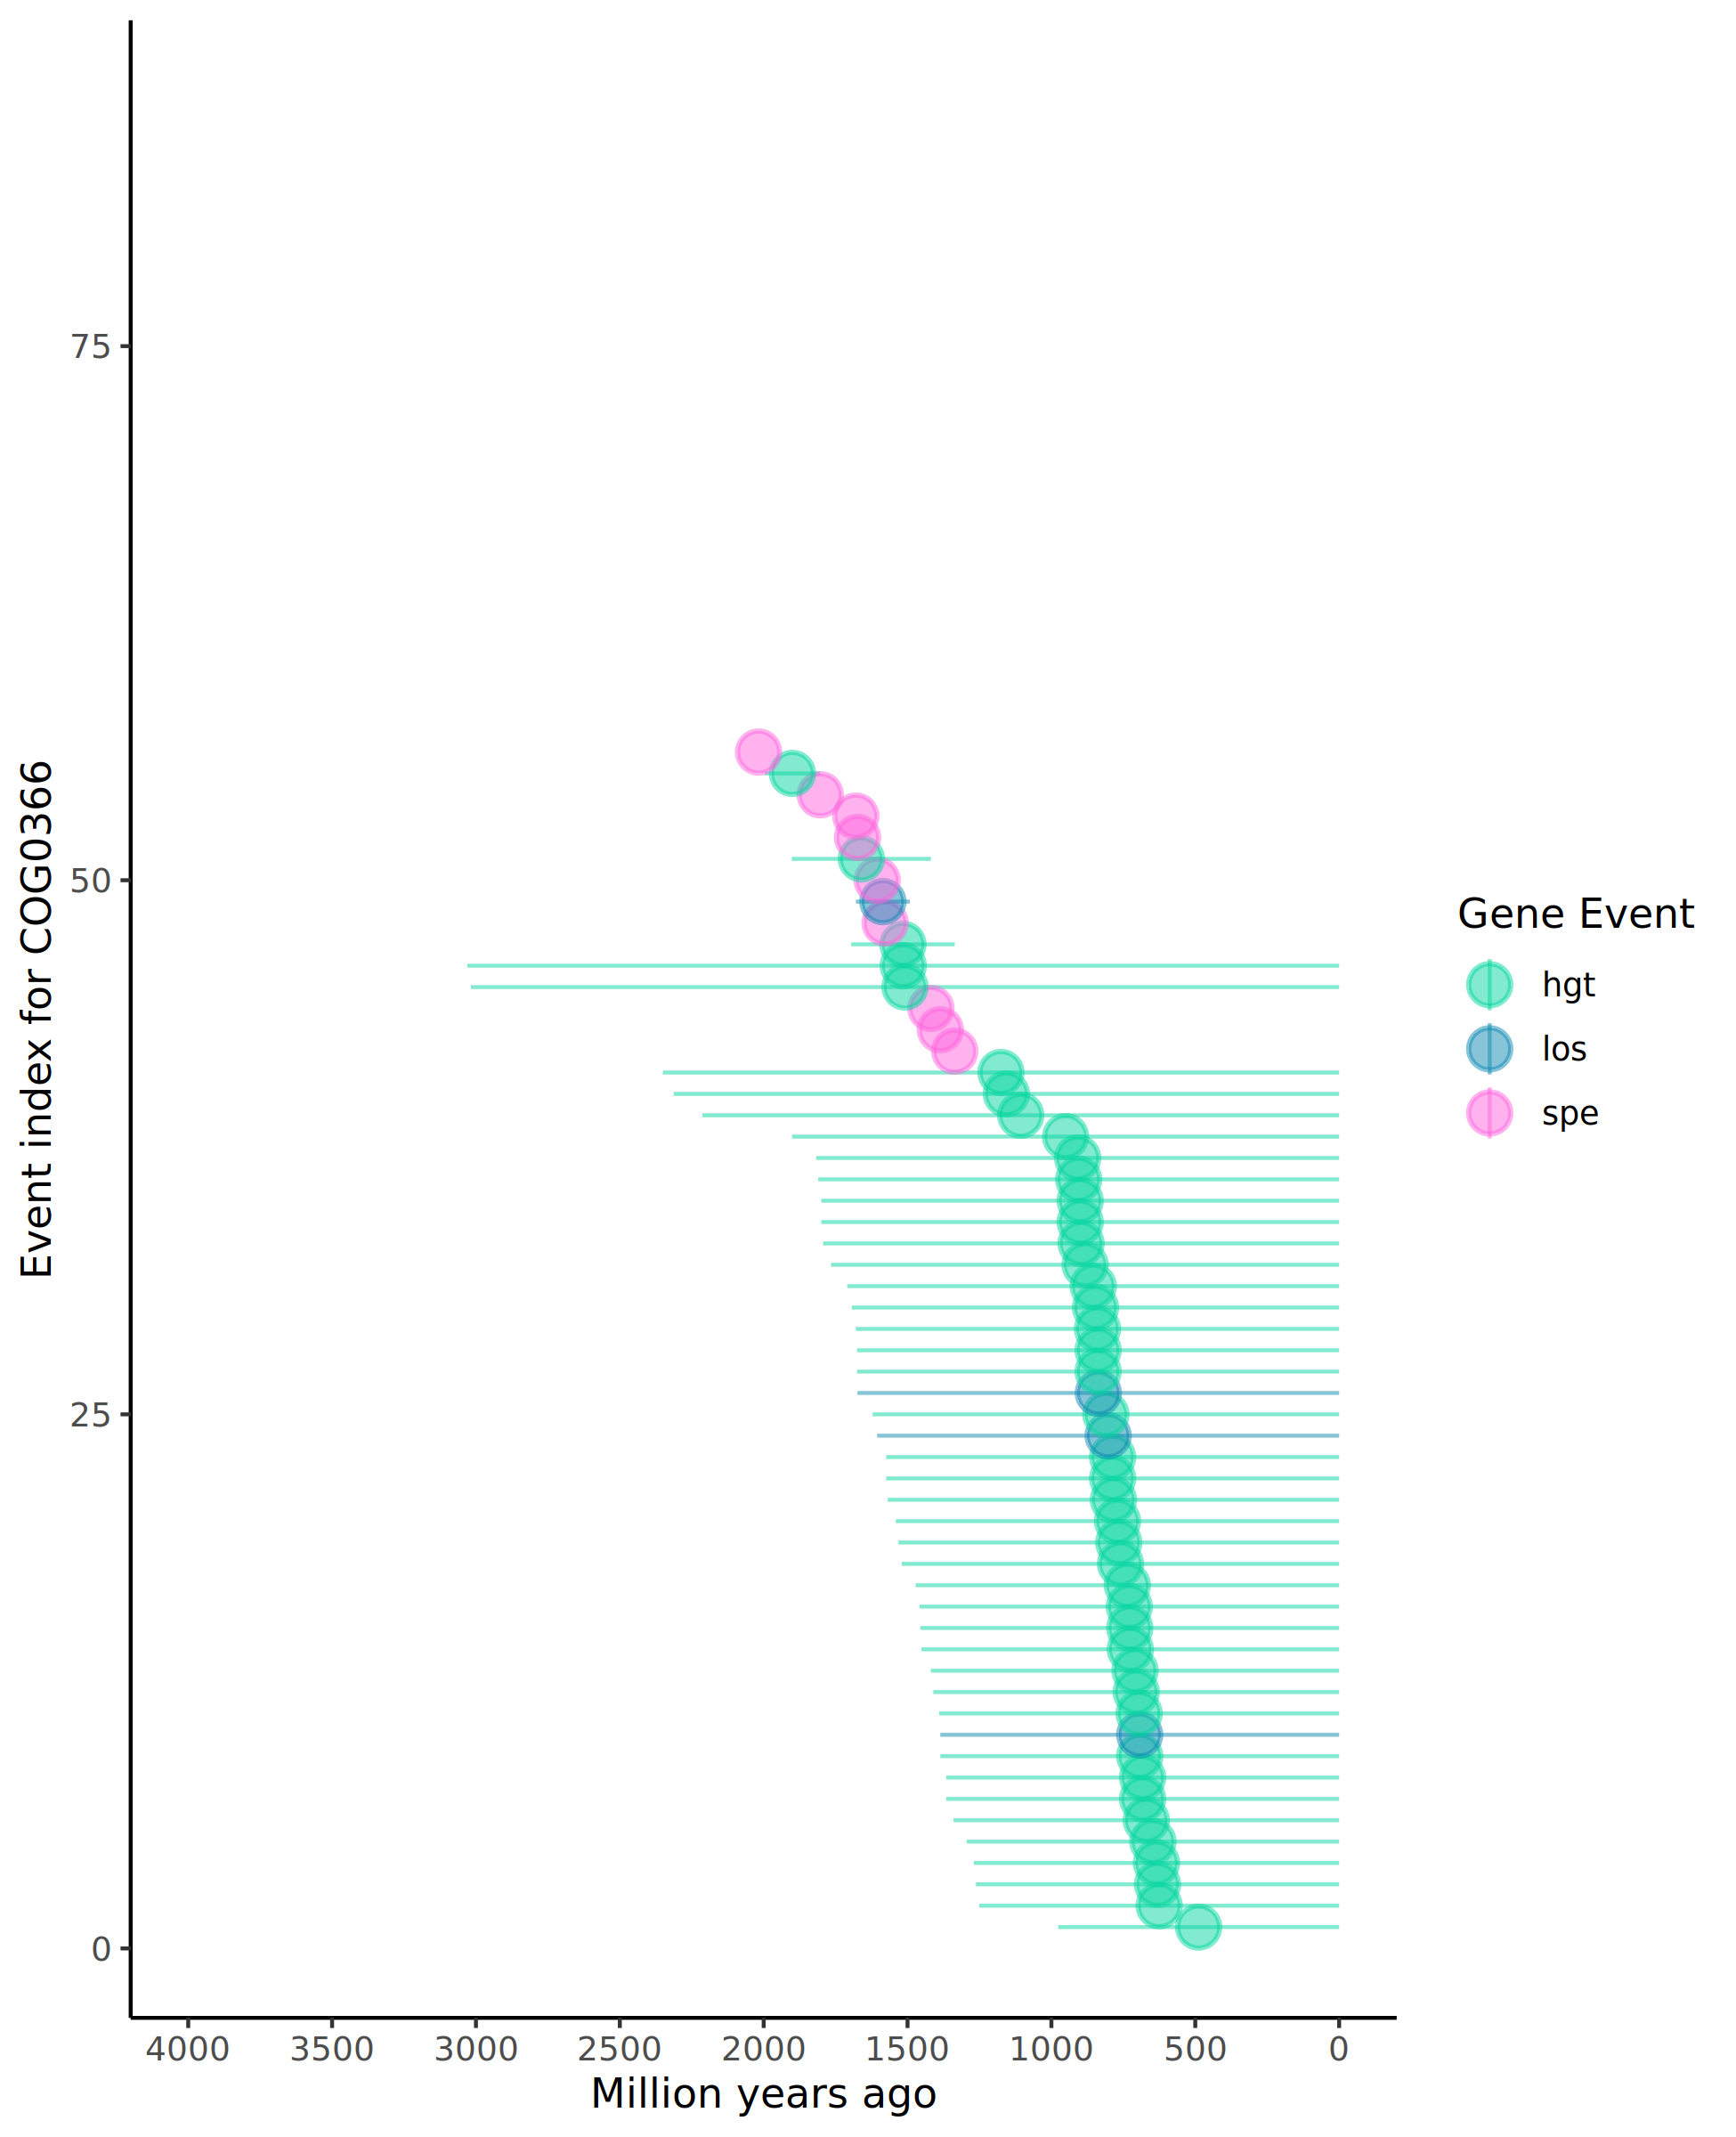 Event index for COG0366
75
50
25
0
4000 3500 3000 2500 2000 1500 1000 500 0
Million years ago
Gene Event
hgt
los
spe